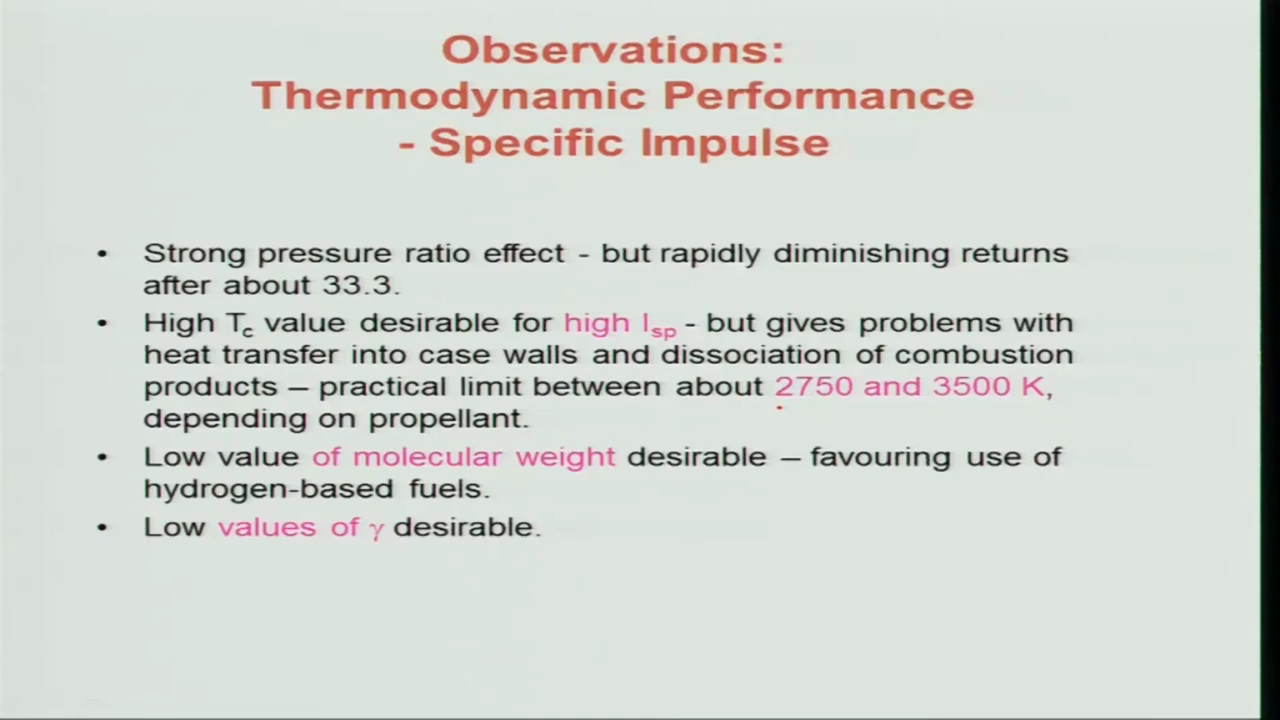 Observations:
Thermodynamic Performance
- Specific Impulse
• Strong pressure ratio effect - but rapidly diminishing returns
after about 33.3.
• High Tc value desirable for high Isp - but gives problems with
heat transfer into case walls and dissociation of combustion
products – practical limit between about 2750 and 3500 K,
depending on propellant.
• Low value of molecular weight desirable – favouring use of
hydrogen-based fuels.
• Low values of γ desirable.